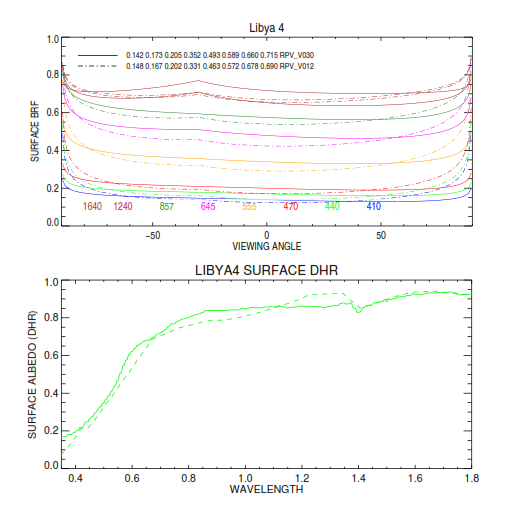 Libya 4
1.0
0.142 0.173 0.205 0.352 0.493 0.589 0.660 0.715 RPV_V030
0.148 0.167 0.202 0.331 0.463 0.572 0.678 0.690 RPV_V012
0.8
0.6
0.4
0.2
0.0
SURFACE BRF
1640 1240 857 645 555 470 440 410
−50 0 50
VIEWING ANGLE
LIBYA4 SURFACE DHR
1.0
0.8
0.6
0.4
0.2
0.0
SURFACE ALBEDO (DHR)
0.4 0.6 0.8 1.0 1.2 1.4 1.6 1.8
WAVELENGTH